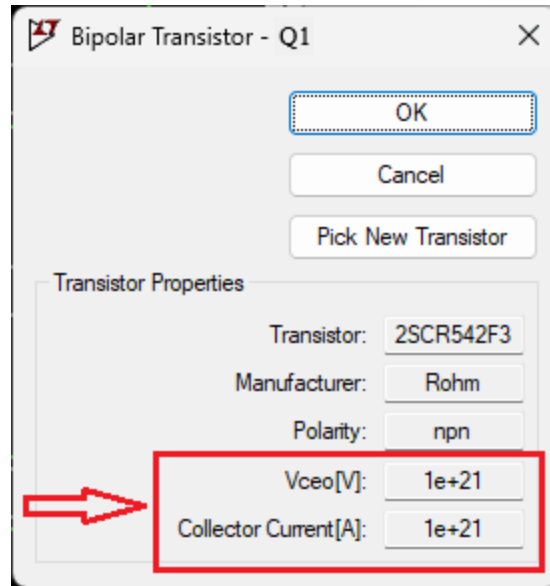 Bipolar Transistor - Q1
OK
Cancel
Pick New Transistor
Transistor Properties
Transistor: 2SCR542F3
Manufacturer: Rohm
Polarity: npn
Vceo[V]: 1e+21
Collector Current[A]: 1e+21